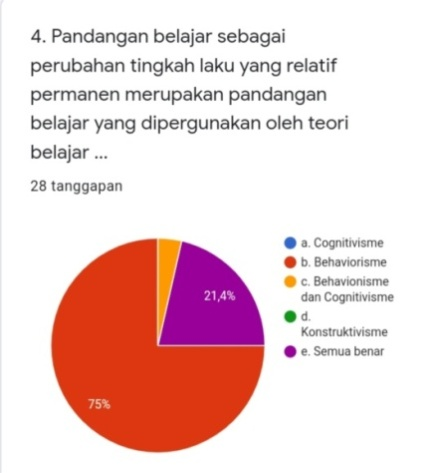 4. Pandangan belajar sebagai
perubahan tingkah laku yang relatif
permanen merupakan pandangan
belajar yang dipergunakan oleh teori
belajar ...
28 tanggapan
a. Cognitivisme
b. Behaviorisme
c. Behavionisme
dan Cognitivisme
d.
Konstruktivisme
e. Semua benar
21,4%
75%